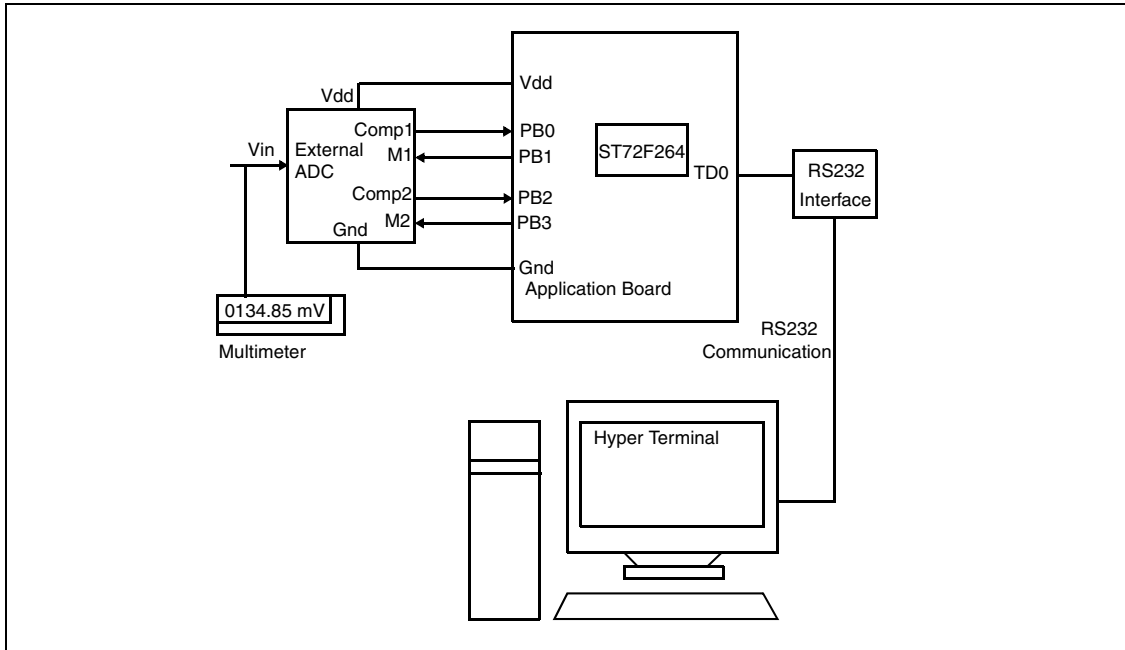 Vdd
Vdd
Comp1
PB0
Vin
External
ADC
M1
PB1
ST72F264
TD0
RS232
Interface
Comp2
PB2
M2
PB3
Gnd
Gnd
Application Board
0134.85 mV
Multimeter
RS232
Communication
Hyper Terminal